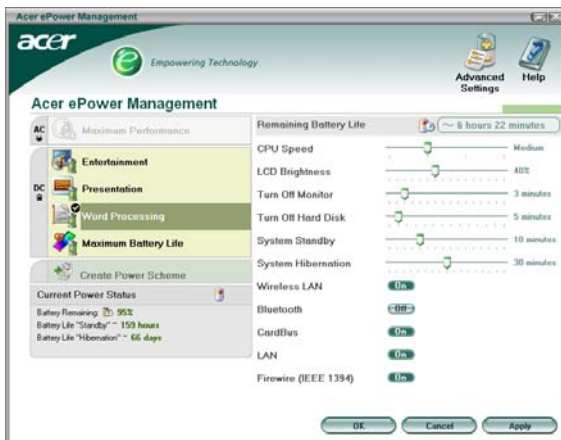 Acer ePower Management
acer
Empowering Technology
Advanced Settings
Help
Acer ePower Management
AC
Maximum Performance
DC
Entertainment
Presentation
Word Processing
Maximum Battery Life
Create Power Scheme
Current Power Status
Battery Remaining: 95%
Battery Life "Standby" ~ 159 hours
Battery Life "Hibernation" ~ 66 days
Remaining Battery Life ~ 6 hours 22 minutes
CPU Speed Medium
LCD Brightness 40%
Turn Off Monitor 3 minutes
Turn Off Hard Disk 5 minutes
System Standby 10 minutes
System Hibernation 30 minutes
Wireless LAN On
Bluetooth Off
CardBus On
LAN On
Firewire (IEEE 1394) On
OK Cancel Apply